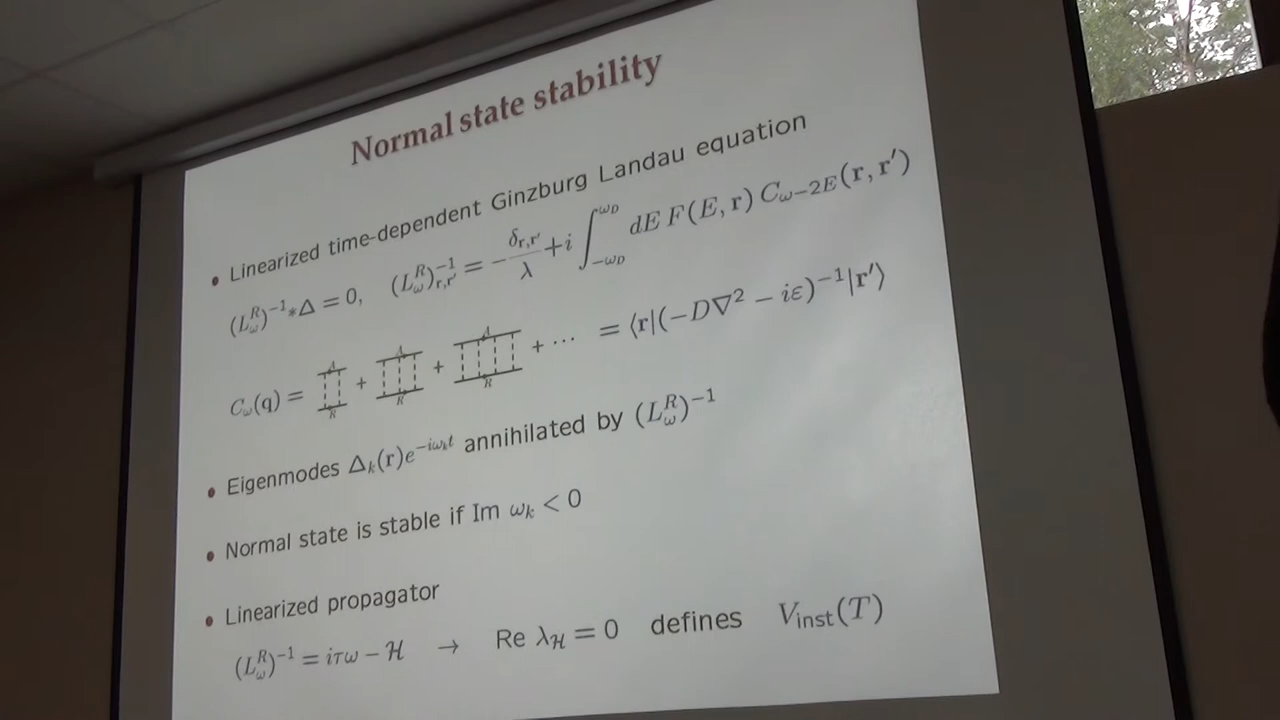 Normal state stability
• Linearized time-dependent Ginzburg Landau equation
(L^R_ω)^{-1} * Δ = 0, (L^R_ω)^{-1}_{r,r'} = − δ_{r,r'}/λ + i ∫_{−ω_D}^{ω_D} dE F(E, r) C_{ω−2E}(r, r')
C_ω(q) = A R + A R + A R + ⋯ = ⟨r|(−D∇² − iε)^{−1}|r'⟩
• Eigenmodes Δ_k(r)e^{−iω_k t} annihilated by (L^R_ω)^{−1}
• Normal state is stable if Im ω_k < 0
• Linearized propagator
(L^R_ω)^{−1} = iτω − ℋ → Re λ_ℋ = 0 defines V_inst(T)